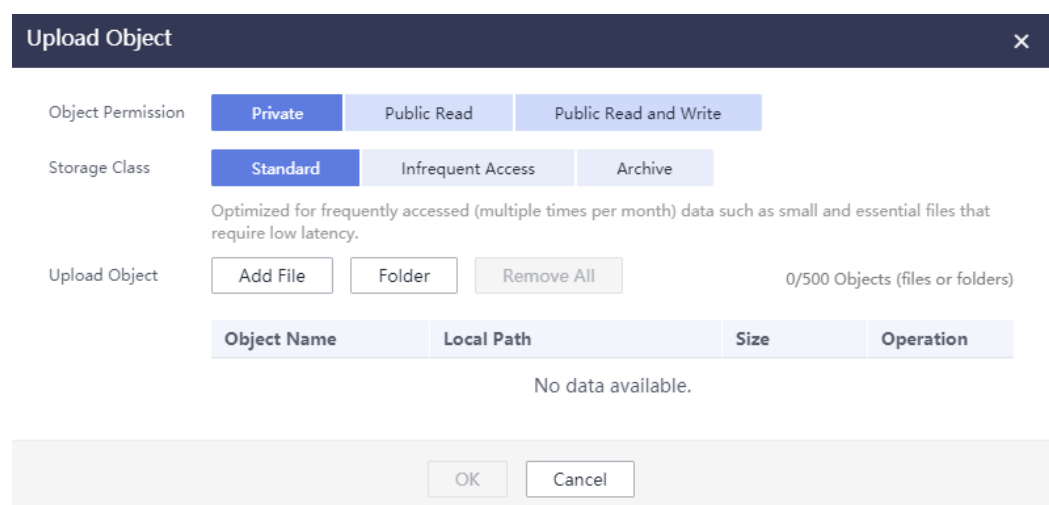 Upload Object ×
Object Permission Private Public Read Public Read and Write
Storage Class Standard Infrequent Access Archive
Optimized for frequently accessed (multiple times per month) data such as small and essential files that
require low latency.
Upload Object Add File Folder Remove All 0/500 Objects (files or folders)
Object Name Local Path Size Operation
No data available.
OK Cancel